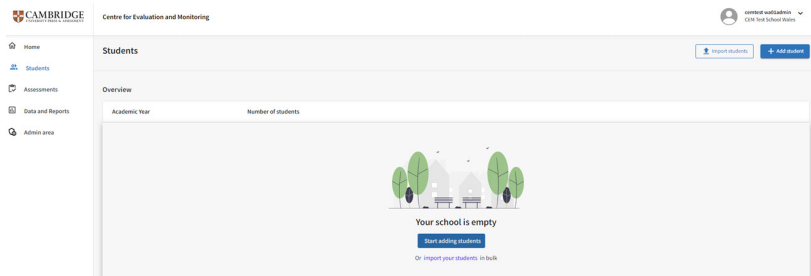 CAMBRIDGE
UNIVERSITY PRESS & ASSESSMENT
Centre for Evaluation and Monitoring
cemtest wad1admin
CEM Test School Wales
Home
Students
Assessments
Data and Reports
Admin area
Students
Import students
+ Add student
Overview
Academic Year Number of students
Your school is empty
Start adding students
Or import your students in bulk